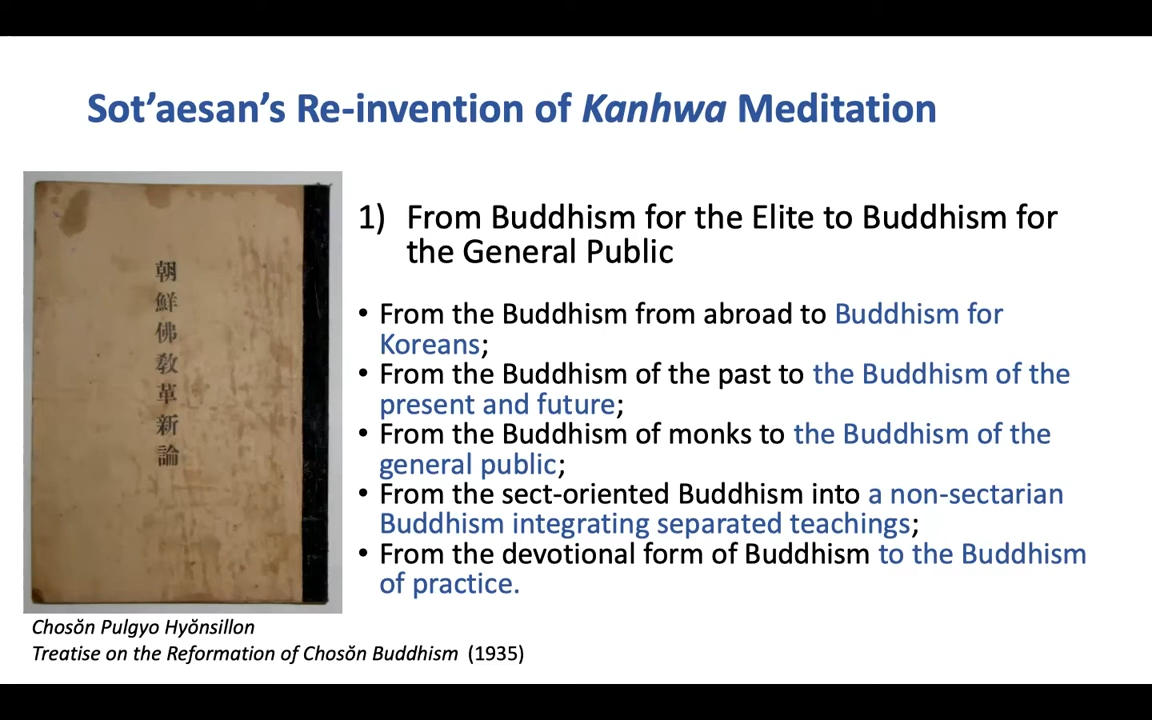 Sot’aesan’s Re-invention of Kanhwa Meditation
朝鮮佛敎革新論
1) From Buddhism for the Elite to Buddhism for
the General Public
• From the Buddhism from abroad to Buddhism for
Koreans;
• From the Buddhism of the past to the Buddhism of the
present and future;
• From the Buddhism of monks to the Buddhism of the
general public;
• From the sect-oriented Buddhism into a non-sectarian
Buddhism integrating separated teachings;
• From the devotional form of Buddhism to the Buddhism
of practice.
Chosŏn Pulgyo Hyŏnsillon
Treatise on the Reformation of Chosŏn Buddhism (1935)